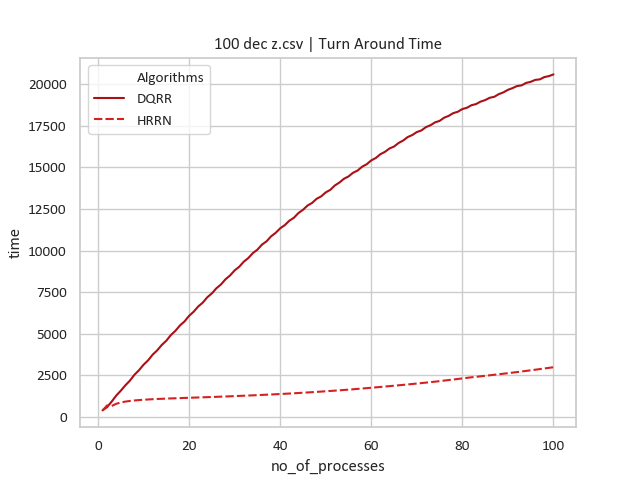 100 dec z.csv | Turn Around Time
Algorithms
DQRR
HRRN
20000
17500
15000
12500
10000
7500
5000
2500
0
time
0 20 40 60 80 100
no_of_processes